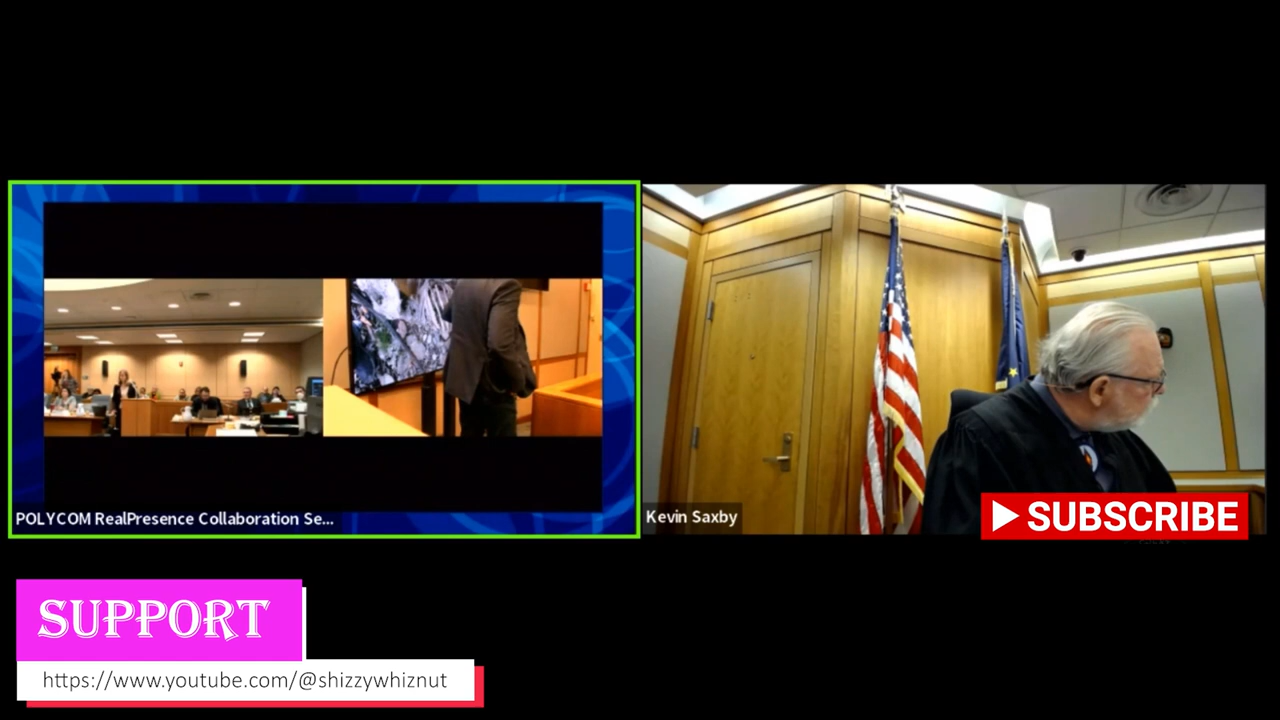 POLYCOM RealPresence Collaboration Se...
Kevin Saxby
SUBSCRIBE
SUPPORT
https://www.youtube.com/@shizzywhiznut